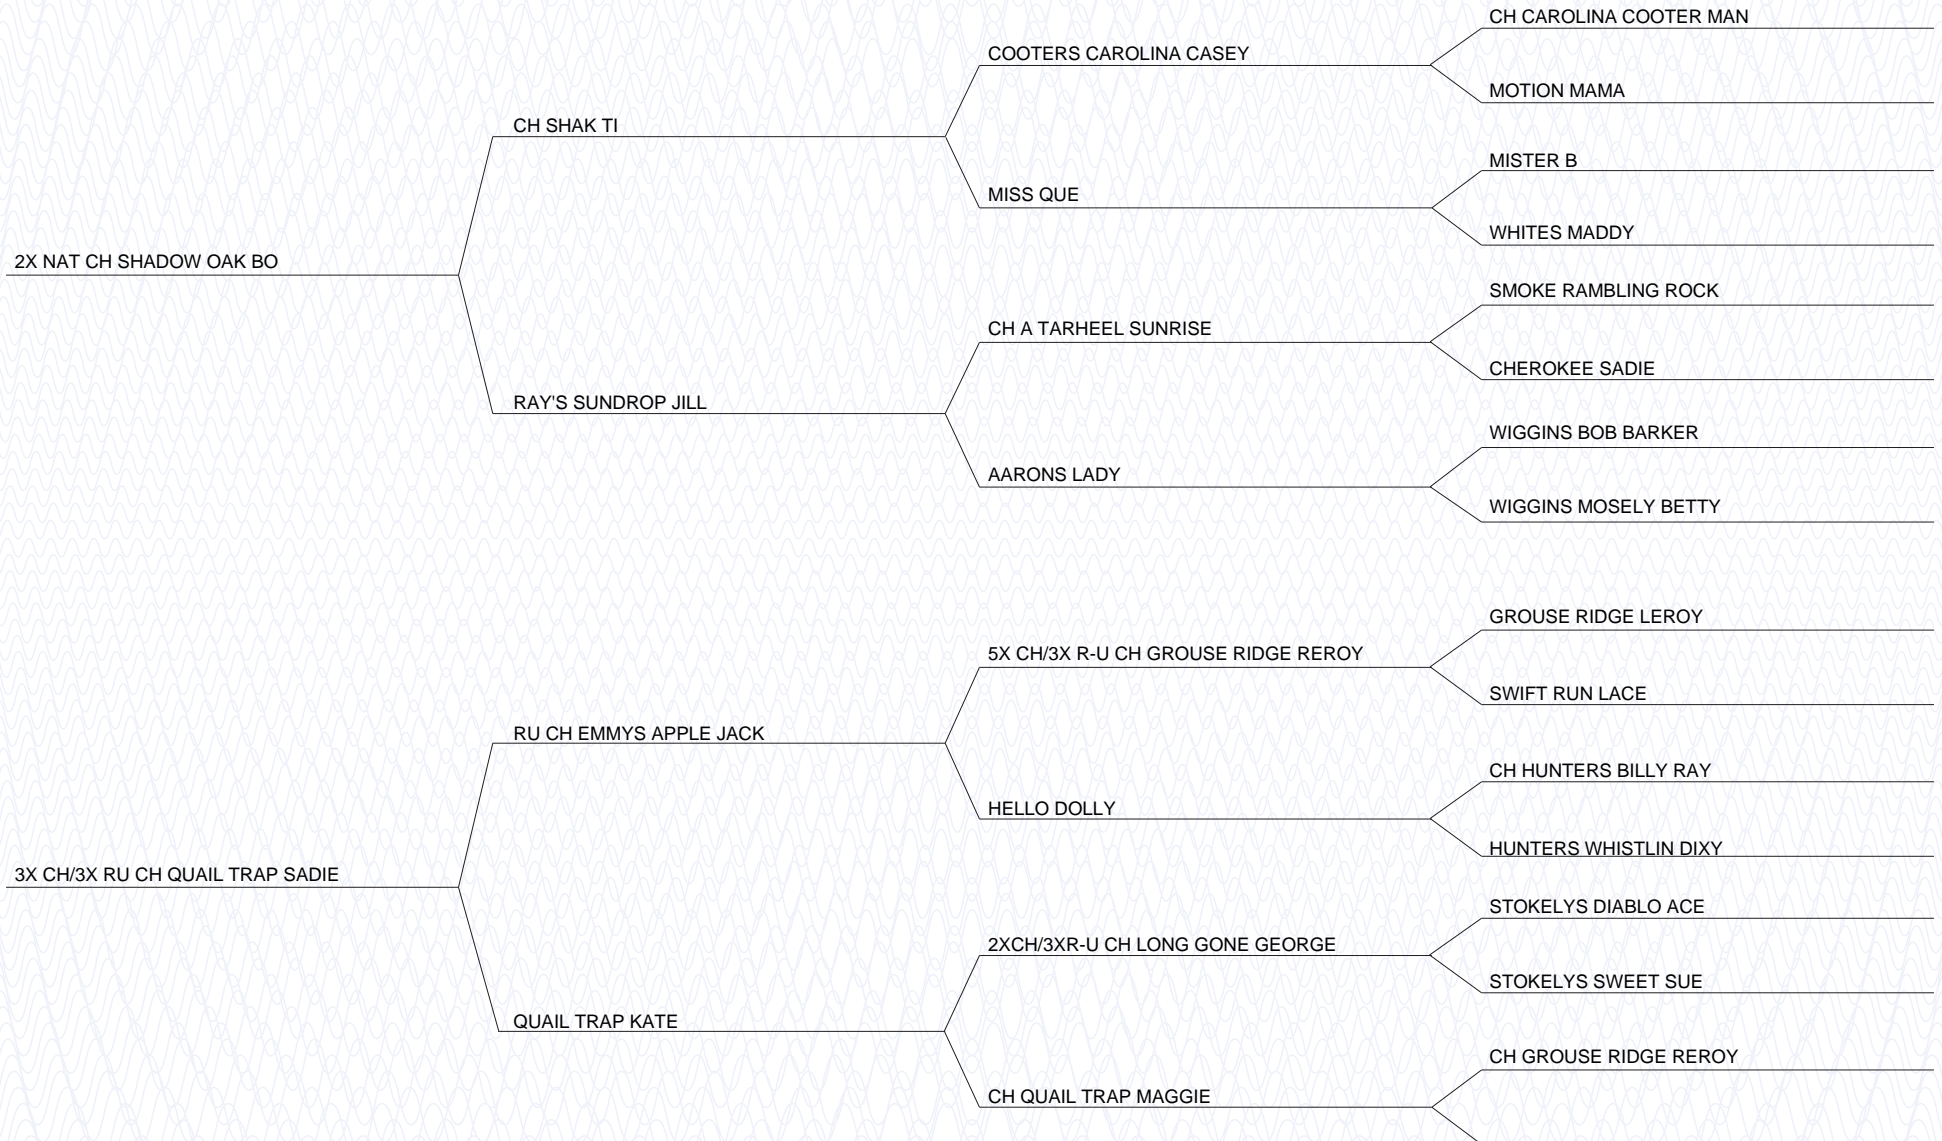 CH CAROLINA COOTER MAN
COOTERS CAROLINA CASEY
MOTION MAMA
CH SHAK TI
MISTER B
MISS QUE
WHITES MADDY
2X NAT CH SHADOW OAK BO
SMOKE RAMBLING ROCK
CH A TARHEEL SUNRISE
CHEROKEE SADIE
RAY'S SUNDROP JILL
WIGGINS BOB BARKER
AARONS LADY
WIGGINS MOSELY BETTY
GROUSE RIDGE LEROY
5X CH/3X R-U CH GROUSE RIDGE REROY
SWIFT RUN LACE
RU CH EMMYS APPLE JACK
CH HUNTERS BILLY RAY
HELLO DOLLY
HUNTERS WHISTLIN DIXY
3X CH/3X RU CH QUAIL TRAP SADIE
STOKELYS DIABLO ACE
2XCH/3XR-U CH LONG GONE GEORGE
STOKELYS SWEET SUE
QUAIL TRAP KATE
CH GROUSE RIDGE REROY
CH QUAIL TRAP MAGGIE